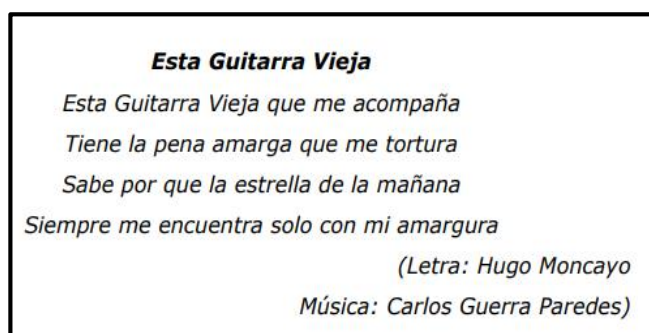 Esta Guitarra Vieja
Esta Guitarra Vieja que me acompaña
Tiene la pena amarga que me tortura
Sabe por que la estrella de la mañana
Siempre me encuentra solo con mi amargura
(Letra: Hugo Moncayo
Música: Carlos Guerra Paredes)